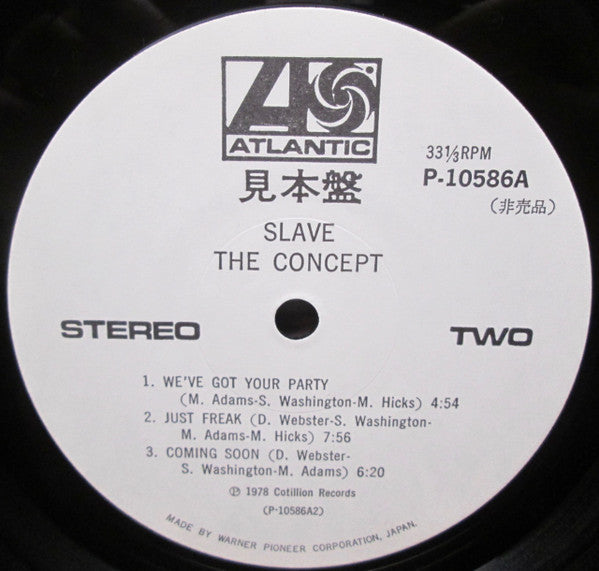 ATLANTIC
見本盤
33⅓RPM
P-10586A
(非売品)
SLAVE
THE CONCEPT
STEREO
TWO
1. WE'VE GOT YOUR PARTY
(M. Adams-S. Washington-M. Hicks) 4:54
2. JUST FREAK (D. Webster-S. Washington-
M. Adams-M. Hicks) 7:56
3. COMING SOON (D. Webster-
S. Washington-M. Adams) 6:20
Ⓟ 1978 Cotillion Records
(P-10586A2)
MADE BY WARNER PIONEER CORPORATION, JAPAN.